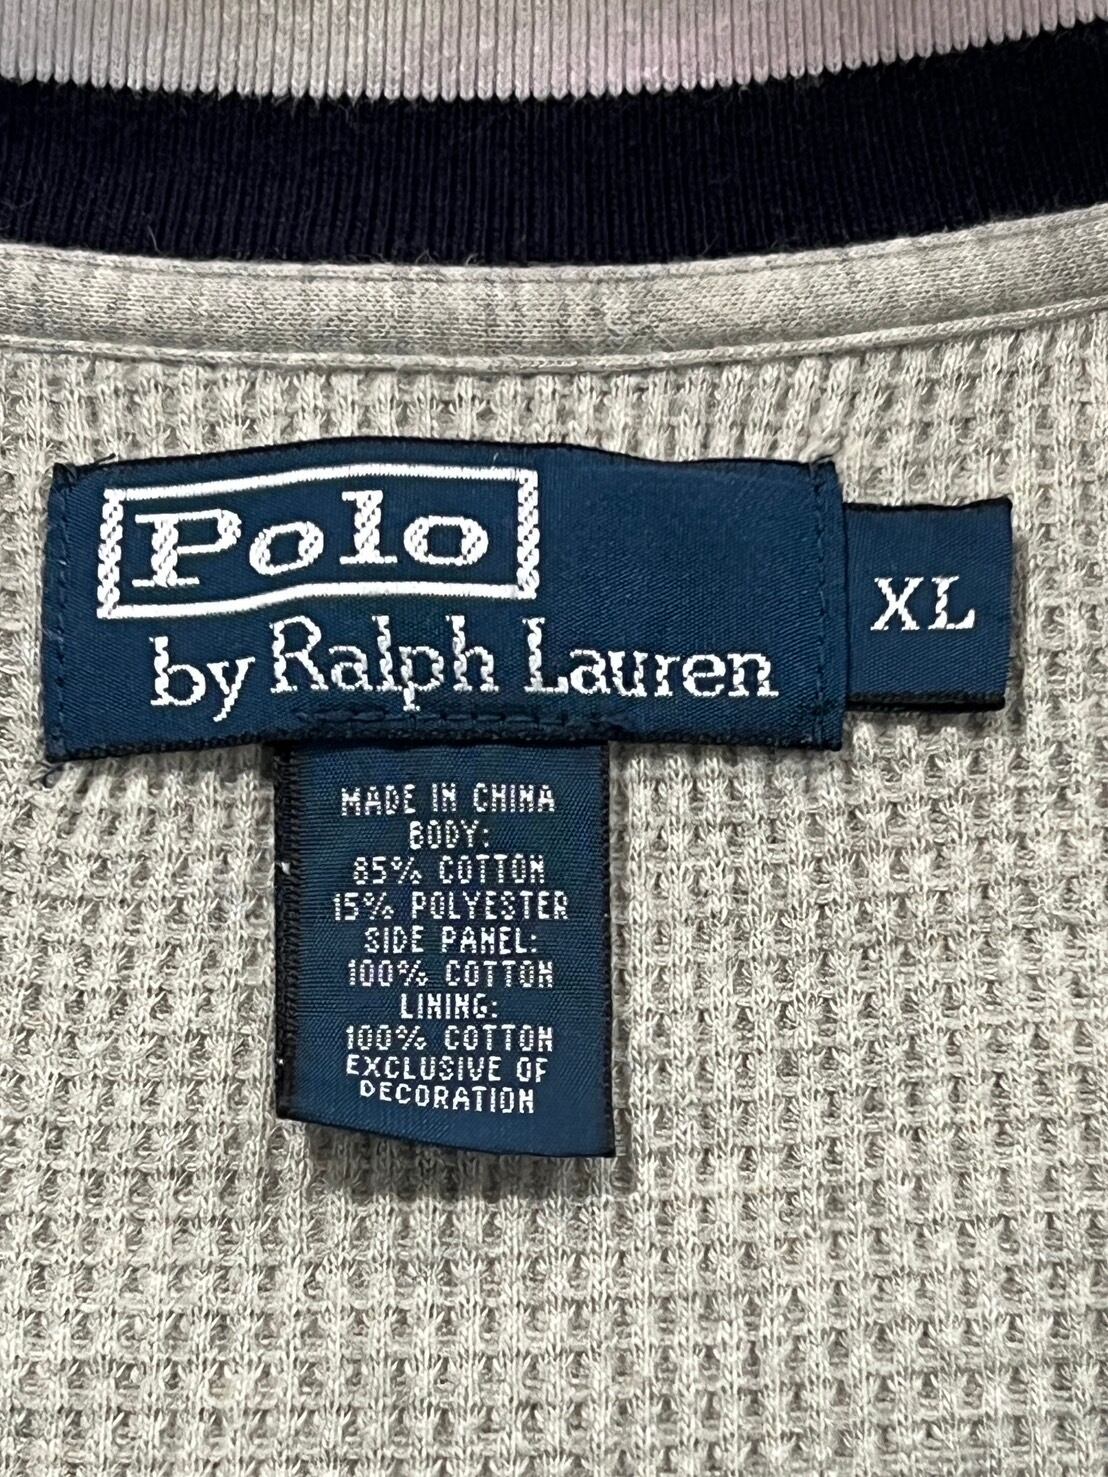 Polo
by Ralph Lauren
XL
MADE IN CHINA
BODY:
85% COTTON
15% POLYESTER
SIDE PANEL:
100% COTTON
LINING:
100% COTTON
EXCLUSIVE OF
DECORATION